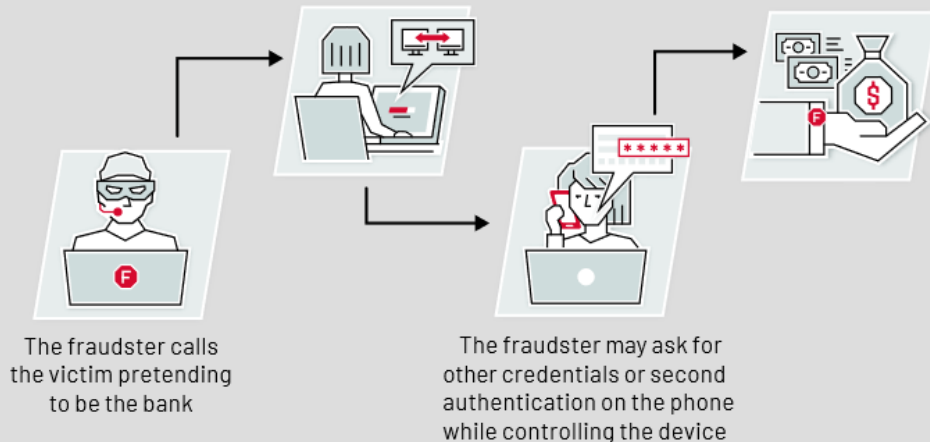 $
F
*****
F
The fraudster calls
the victim pretending
to be the bank
The fraudster may ask for
other credentials or second
authentication on the phone
while controlling the device